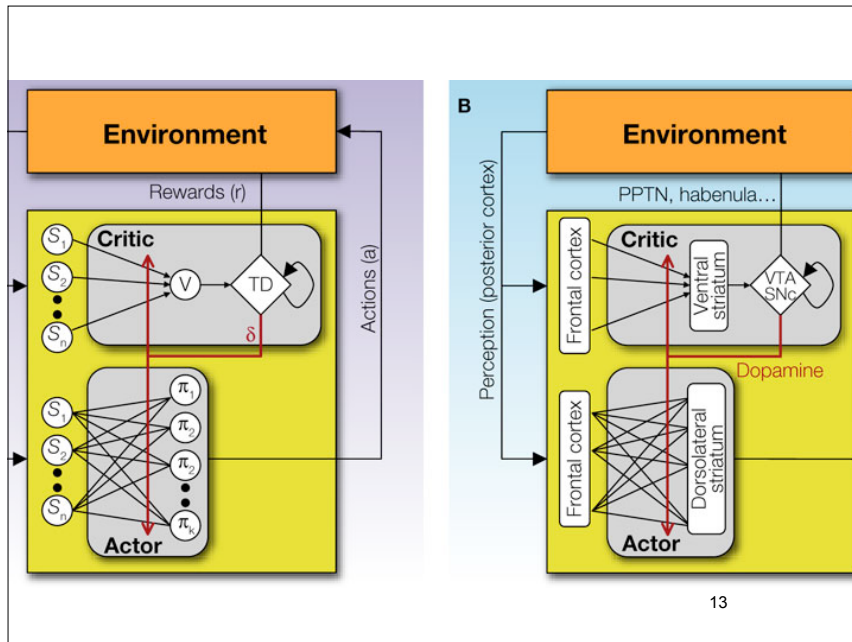 Environment
Rewards (r)
Critic
S1
S2
Sn
V
TD
δ
Actions (a)
S1
S2
Sn
π1
π2
π2
πk
Actor
B
Environment
Perception (posterior cortex)
PPTN, habenula...
Critic
Frontal cortex
Ventral
striatum
VTA
SNc
Dopamine
Frontal cortex
Dorsolateral
striatum
Actor
13